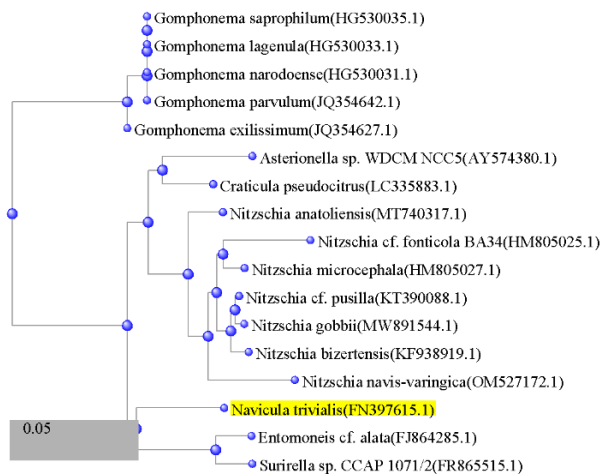 Gomphonema saprophilum(HG530035.1)
Gomphonema lagenula(HG530033.1)
Gomphonema narodoense(HG530031.1)
Gomphonema parvulum(JQ354642.1)
Gomphonema exilissimum(JQ354627.1)
Asterionella sp. WDCM NCC5(AY574380.1)
Craticula pseudocitrus(LC335883.1)
Nitzschia anatoliensis(MT740317.1)
Nitzschia cf. fonticola BA34(HM805025.1)
Nitzschia microcephala(HM805027.1)
Nitzschia cf. pusilla(KT390088.1)
Nitzschia gobbii(MW891544.1)
Nitzschia bizertensis(KF938919.1)
Nitzschia navis-varingica(OM527172.1)
Navicula trivialis(FN397615.1)
0.05
Entomoneis cf. alata(FJ864285.1)
Surirella sp. CCAP 1071/2(FR865515.1)